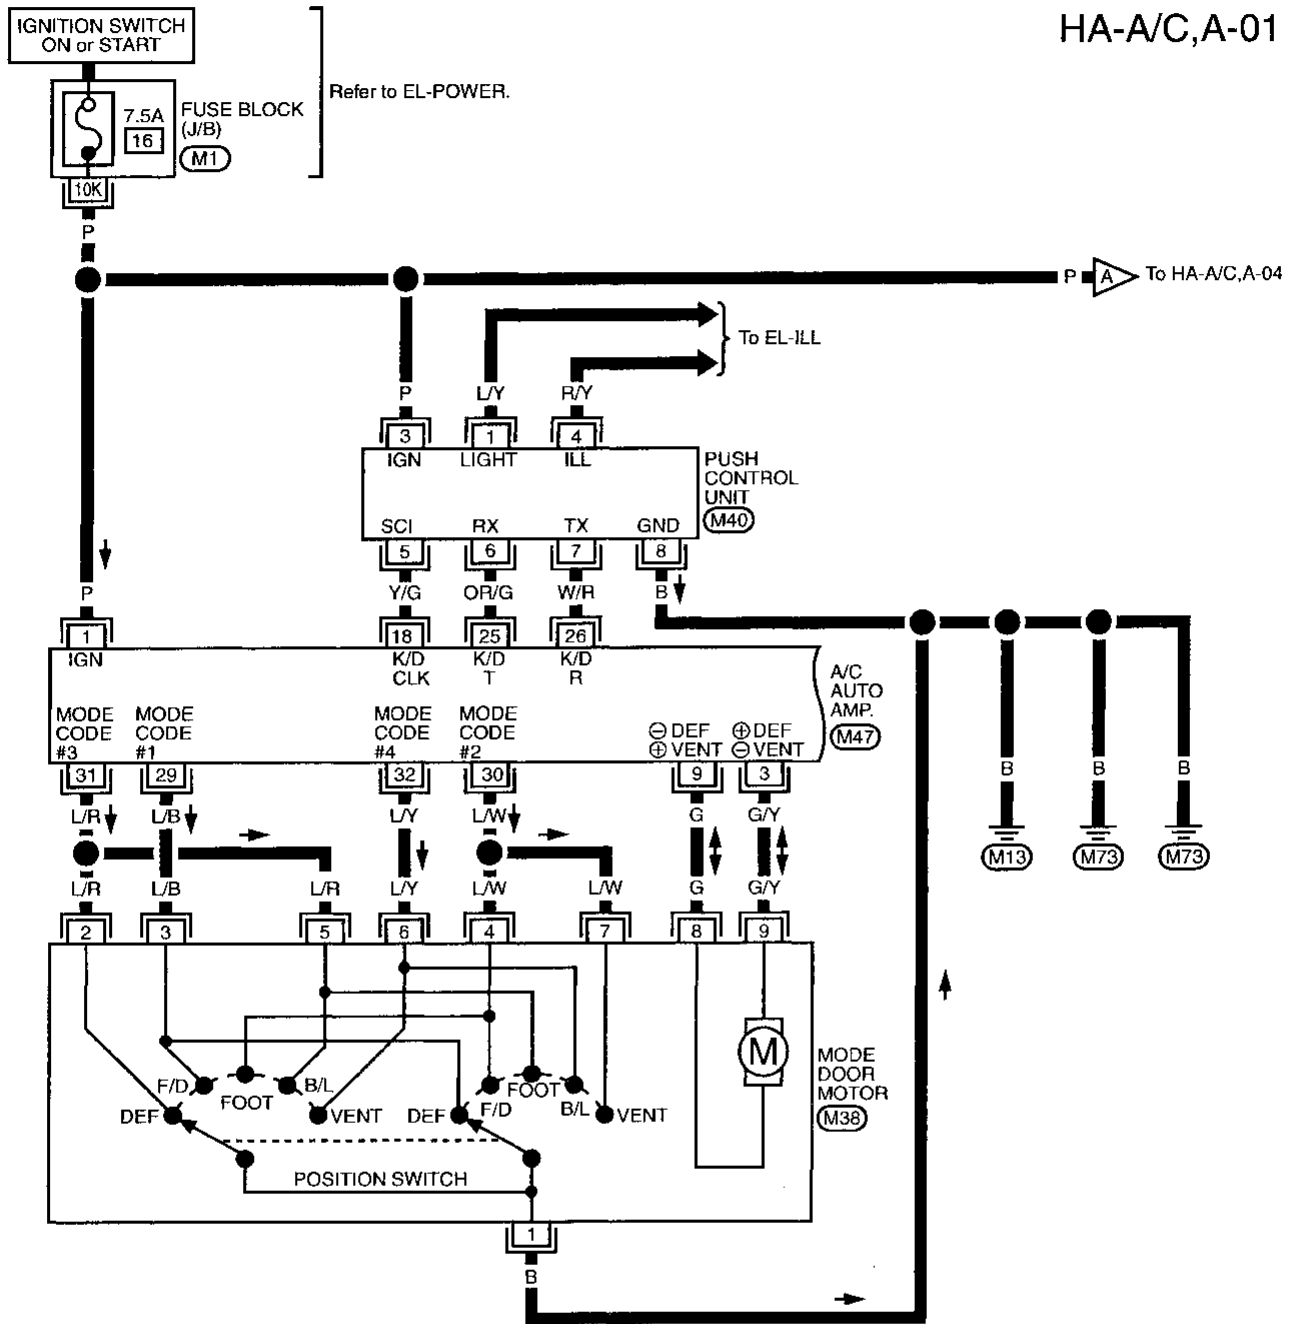 HA-A/C,A-01
IGNITION SWITCH
ON or START
7.5A
16
FUSE BLOCK
(J/B)
M1
Refer to EL-POWER.
10K
P
P A To HA-A/C,A-04
To EL-ILL
P L/Y R/Y
3 1 4
IGN LIGHT ILL
PUSH
CONTROL
UNIT
M40
SCI RX TX GND
5 6 7 8
P Y/G OR/G W/R B
1 18 25 26
IGN K/D K/D K/D
CLK T R
A/C
AUTO
AMP.
M47
MODE MODE MODE MODE
CODE CODE CODE CODE
#3 #1 #4 #2
⊖ DEF ⊕ DEF
⊕ VENT ⊖ VENT
31 29 32 30 9 3
B B B
L/R L/B L/Y L/W G G/Y
M13 M73 M73
L/R L/B L/R L/Y L/W L/W G G/Y
2 3 5 6 4 7 8 9
M
MODE
DOOR
MOTOR
M38
F/D B/L
FOOT
DEF VENT
FOOT
F/D B/L
DEF VENT
POSITION SWITCH
1
B